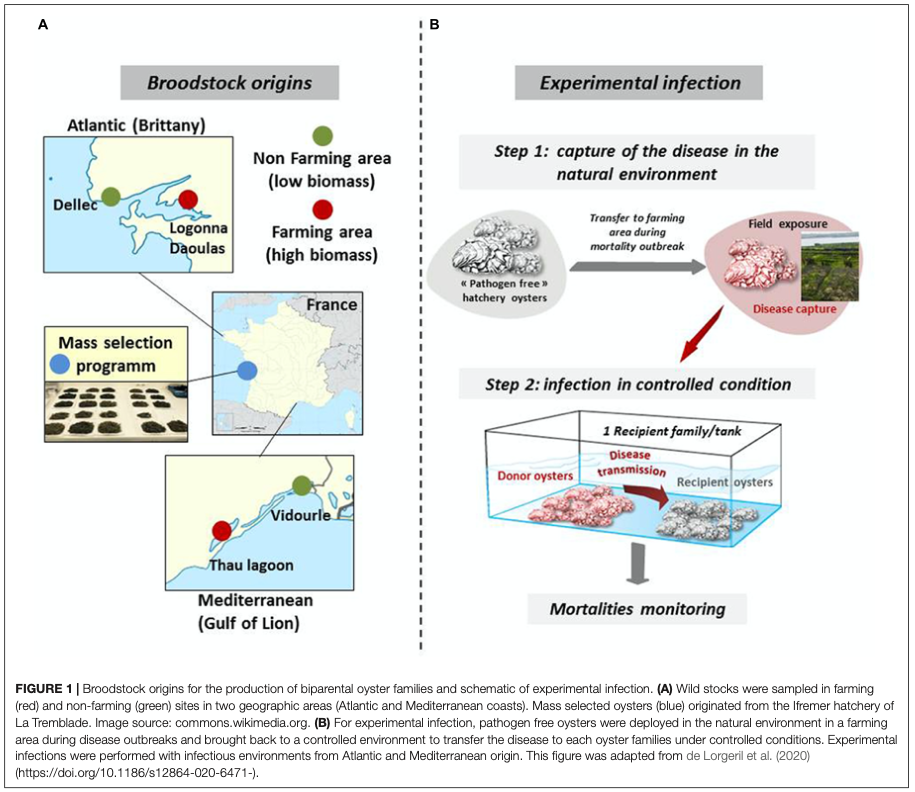 A
Broodstock origins
Atlantic (Brittany)
Dellec
Logonna
Daoulas
Non Farming area
(low biomass)
Farming area
(high biomass)
France
Mass selection
programm
Vidourle
Thau lagoon
Mediterranean
(Gulf of Lion)
B
Experimental infection
Step 1: capture of the disease in the
natural environment
« Pathogen free »
hatchery oysters
Transfer to farming
area during
mortality outbreak
Field exposure
Disease capture
Step 2: infection in controlled condition
1 Recipient family/tank
Donor oysters
Disease
transmission
Recipient oysters
Mortalities monitoring
FIGURE 1 | Broodstock origins for the production of biparental oyster families and schematic of experimental infection. (A) Wild stocks were sampled in farming
(red) and non-farming (green) sites in two geographic areas (Atlantic and Mediterranean coasts). Mass selected oysters (blue) originated from the Ifremer hatchery of
La Tremblade. Image source: commons.wikimedia.org. (B) For experimental infection, pathogen free oysters were deployed in the natural environment in a farming
area during disease outbreaks and brought back to a controlled environment to transfer the disease to each oyster families under controlled conditions. Experimental
infections were performed with infectious environments from Atlantic and Mediterranean origin. This figure was adapted from de Lorgeril et al. (2020)
(https://doi.org/10.1186/s12864-020-6471-).